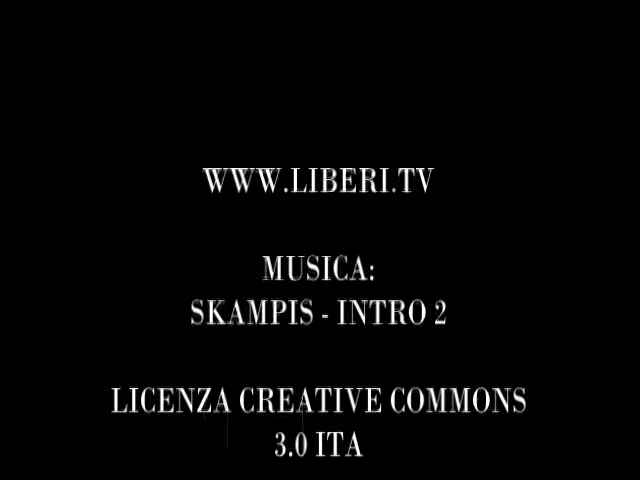 WWW.LIBERI.TV
MUSICA:
SKAMPIS - INTRO 2
LICENZA CREATIVE COMMONS
3.0 ITA